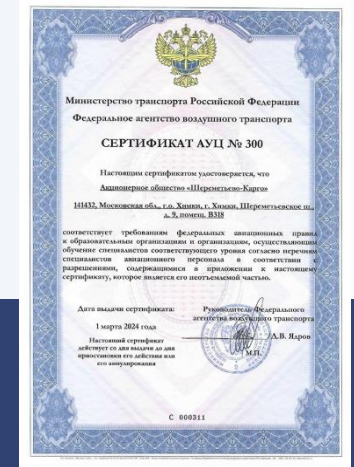 Министерство транспорта Российской Федерации
Федеральное агентство воздушного транспорта
СЕРТИФИКАТ АУЦ № 300
Настоящим сертификатом удостоверяется, что
Акционерное общество «Шереметьево-Карго»
141432, Московская обл., г.о. Химки, г. Химки, Шереметьевское ш.,
д. 9, помещ. В318
соответствует требованиям федеральных авиационных правил
к образовательным организациям и организациям, осуществляющим
обучение специалистов соответствующего уровня согласно перечням
специалистов авиационного персонала в соответствии с
разрешениями, содержащимися в приложении к настоящему
сертификату, которое является его неотъемлемой частью.
Дата выдачи сертификата:
1 марта 2024 года
Настоящий сертификат
действует со дня выдачи до дня
приостановки его действия или
его аннулирования
Руководитель Федерального
агентства воздушного транспорта
Д.В. Ядров
М.П.
С 000311